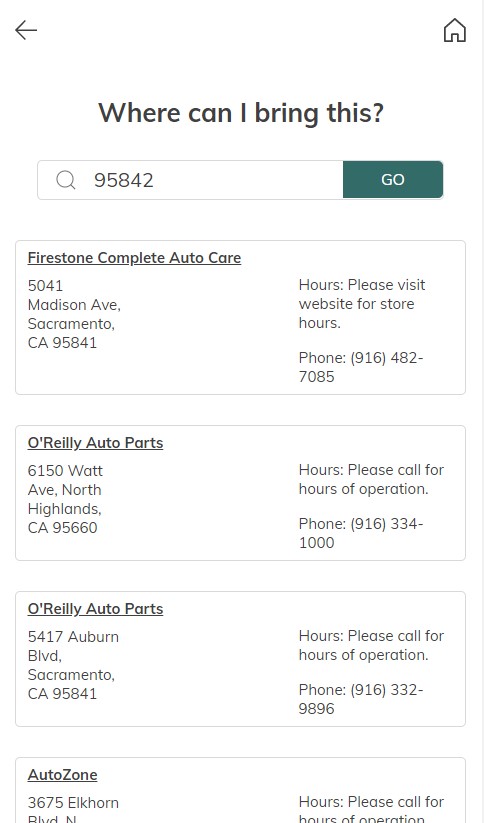 Where can I bring this?
95842
GO
Firestone Complete Auto Care
5041
Madison Ave,
Sacramento,
CA 95841
Hours: Please visit
website for store
hours.
Phone: (916) 482-
7085
O'Reilly Auto Parts
6150 Watt
Ave, North
Highlands,
CA 95660
Hours: Please call for
hours of operation.
Phone: (916) 334-
1000
O'Reilly Auto Parts
5417 Auburn
Blvd,
Sacramento,
CA 95841
Hours: Please call for
hours of operation.
Phone: (916) 332-
9896
AutoZone
3675 Elkhorn
Blvd, N
Hours: Please call for
hours of operation.